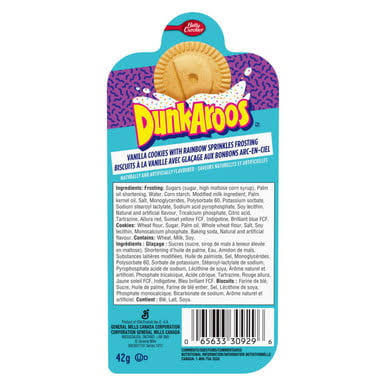 Betty
Crocker
DunkAroos
VANILLA COOKIES WITH RAINBOW SPRINKLES FROSTING
BISCUITS À LA VANILLE AVEC GLAÇAGE AUX BONBONS ARC-EN-CIEL
NATURALLY AND ARTIFICIALLY FLAVOURED • SAVEURS NATURELLES ET ARTIFICIELLES
Ingredients: Frosting: Sugars (sugar, high maltose corn syrup), Palm
oil shortening, Water, Corn starch, Modified milk ingredient, Palm
kernel oil, Salt, Monoglycerides, Polysorbate 60, Potassium sorbate,
Sodium stearoyl lactylate, Sodium acid pyrophosphate, Soy lecithin,
Natural and artificial flavour, Tricalcium phosphate, Citric acid,
Tartrazine, Allura red, Sunset yellow FCF, Indigotine, Brilliant blue FCF.
Cookies: Wheat flour, Sugar, Palm oil, Whole wheat flour, Salt, Soy
lecithin, Monocalcium phosphate, Baking soda, Natural and artificial
flavour. Contains: Wheat, Milk, Soy.
Ingrédients : Glaçage : Sucres (sucre, sirop de maïs à teneur élevée
en maltose), Shortening d'huile de palme, Eau, Amidon de maïs,
Substances laitières modifiées, Huile de palmiste, Sel, Monoglycérides,
Polysorbate 60, Sorbate de potassium, Stéaroyl-lactylate de sodium,
Pyrophosphate acide de sodium, Lécithine de soya, Arôme naturel et
artificiel, Phosphate tricalcique, Acide citrique, Tartrazine, Rouge allura,
Jaune soleil FCF, Indigotine, Bleu brillant FCF. Biscuits : Farine de blé,
Sucre, Huile de palme, Farine de blé entier, Sel, Lécithine de soya,
Phosphate monocalcique, Bicarbonate de sodium, Arôme naturel et
artificiel. Contient : Blé, Lait, Soya.
GENERAL MILLS CANADA CORPORATION
CORPORATION GENERAL MILLS CANADA
42g
0 65633 30929 6
COMMENTS/QUESTIONS/COMMENTAIRES
NUTRITIONAL INFORMATION/INFORMATION NUTRITIONNELLE
CANADA: